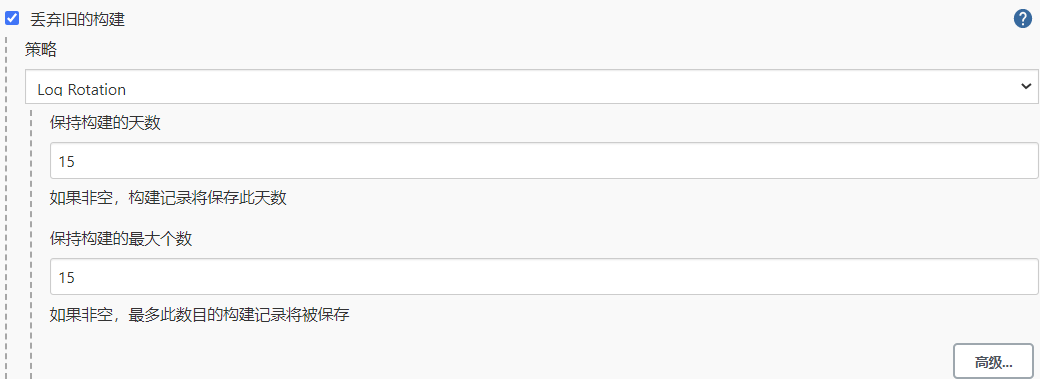 丢弃旧的构建
?
策略
Log Rotation
保持构建的天数
15
如果非空，构建记录将保存此天数
保持构建的最大个数
15
如果非空，最多此数目的构建记录将被保存
高级...